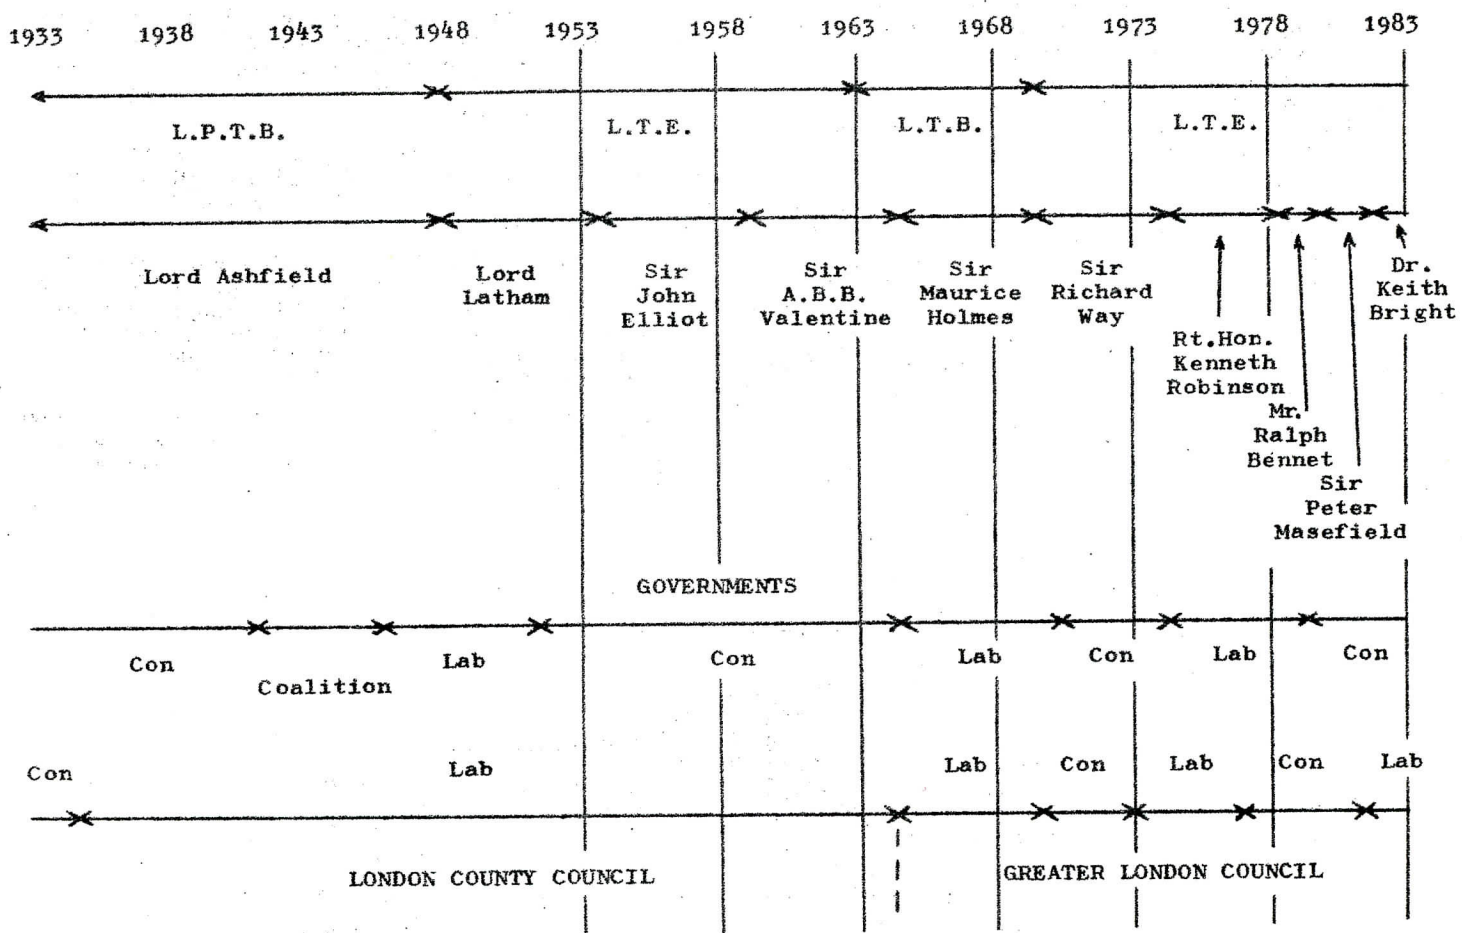 1933 1938 1943 1948 1953 1958 1963 1968 1973 1978 1983
L.P.T.B. L.T.E. L.T.B. L.T.E.
Lord Ashfield
Lord
Latham
Sir
John
Elliot
Sir
A.B.B.
Valentine
Sir
Maurice
Holmes
Sir
Richard
Way
Rt.Hon.
Kenneth
Robinson
Mr.
Ralph
Bennet
Sir
Peter
Masefield
Dr.
Keith
Bright
GOVERNMENTS
Con Coalition Lab Con Lab Con Lab Con
Con Lab Lab Con Lab Con Lab
LONDON COUNTY COUNCIL GREATER LONDON COUNCIL